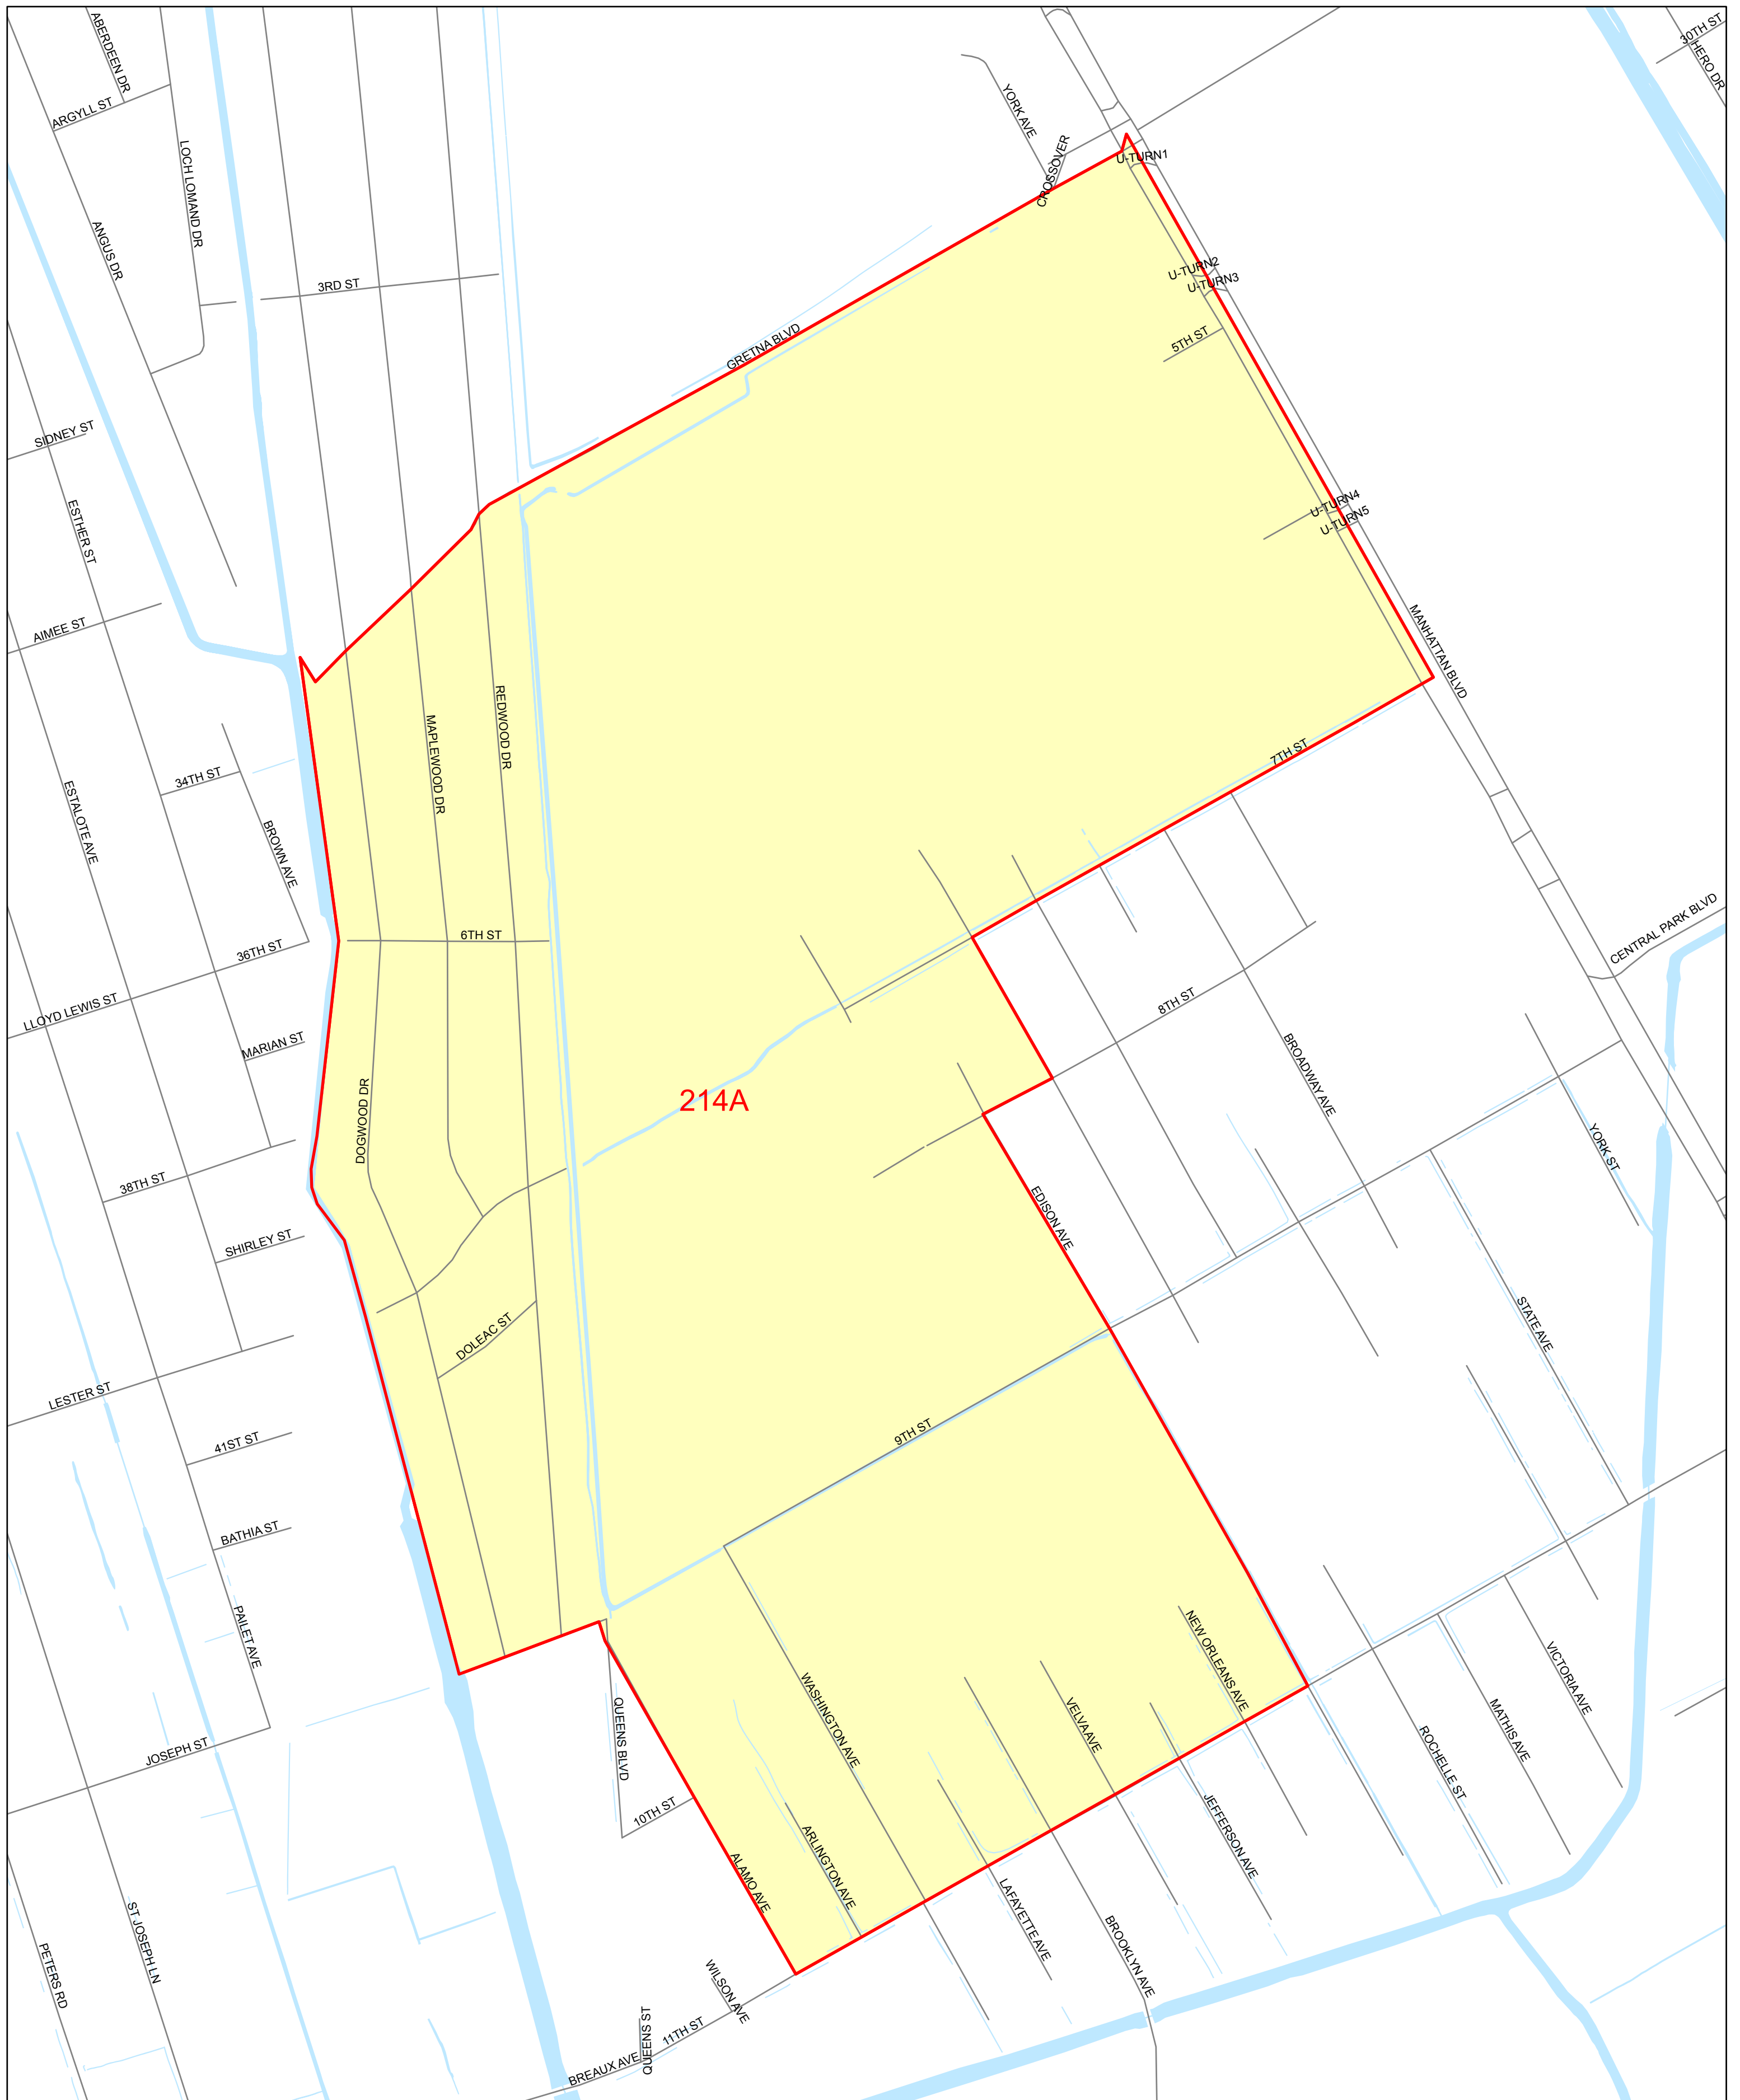 30TH ST
HERO DR
ABERDEEN DR
ARGYLL ST
YORK AVE
LOCH LOMAND DR
CROSSOVER
U-TURN1
ANGUS DR
U-TURN2
U-TURN3
3RD ST
GRETNA BLVD
5TH ST
SIDNEY ST
U-TURN4
U-TURN5
ESTHER ST
AIMEE ST
MANHATTAN BLVD
REDWOOD DR
MAPLEWOOD DR
7TH ST
34TH ST
ESTALOTE AVE
BROWN AVE
CENTRAL PARK BLVD
6TH ST
36TH ST
LLOYD LEWIS ST
8TH ST
MARIAN ST
BROADWAY AVE
214A
DOGWOOD DR
YORK ST
38TH ST
EDISON AVE
SHIRLEY ST
STATE AVE
DOLEAC ST
LESTER ST
9TH ST
41ST ST
BATHIA ST
PAILET AVE
NEW ORLEANS AVE
VICTORIA AVE
WASHINGTON AVE
VELVA AVE
MATHIS AVE
QUEENS BLVD
JOSEPH ST
ROCHELLE ST
10TH ST
JEFFERSON AVE
ARLINGTON AVE
ALAMO AVE
LAFAYETTE AVE
BROOKLYN AVE
ST JOSEPH LN
PETERS RD
WILSON AVE
11TH ST
QUEENS ST
BREAUX AVE